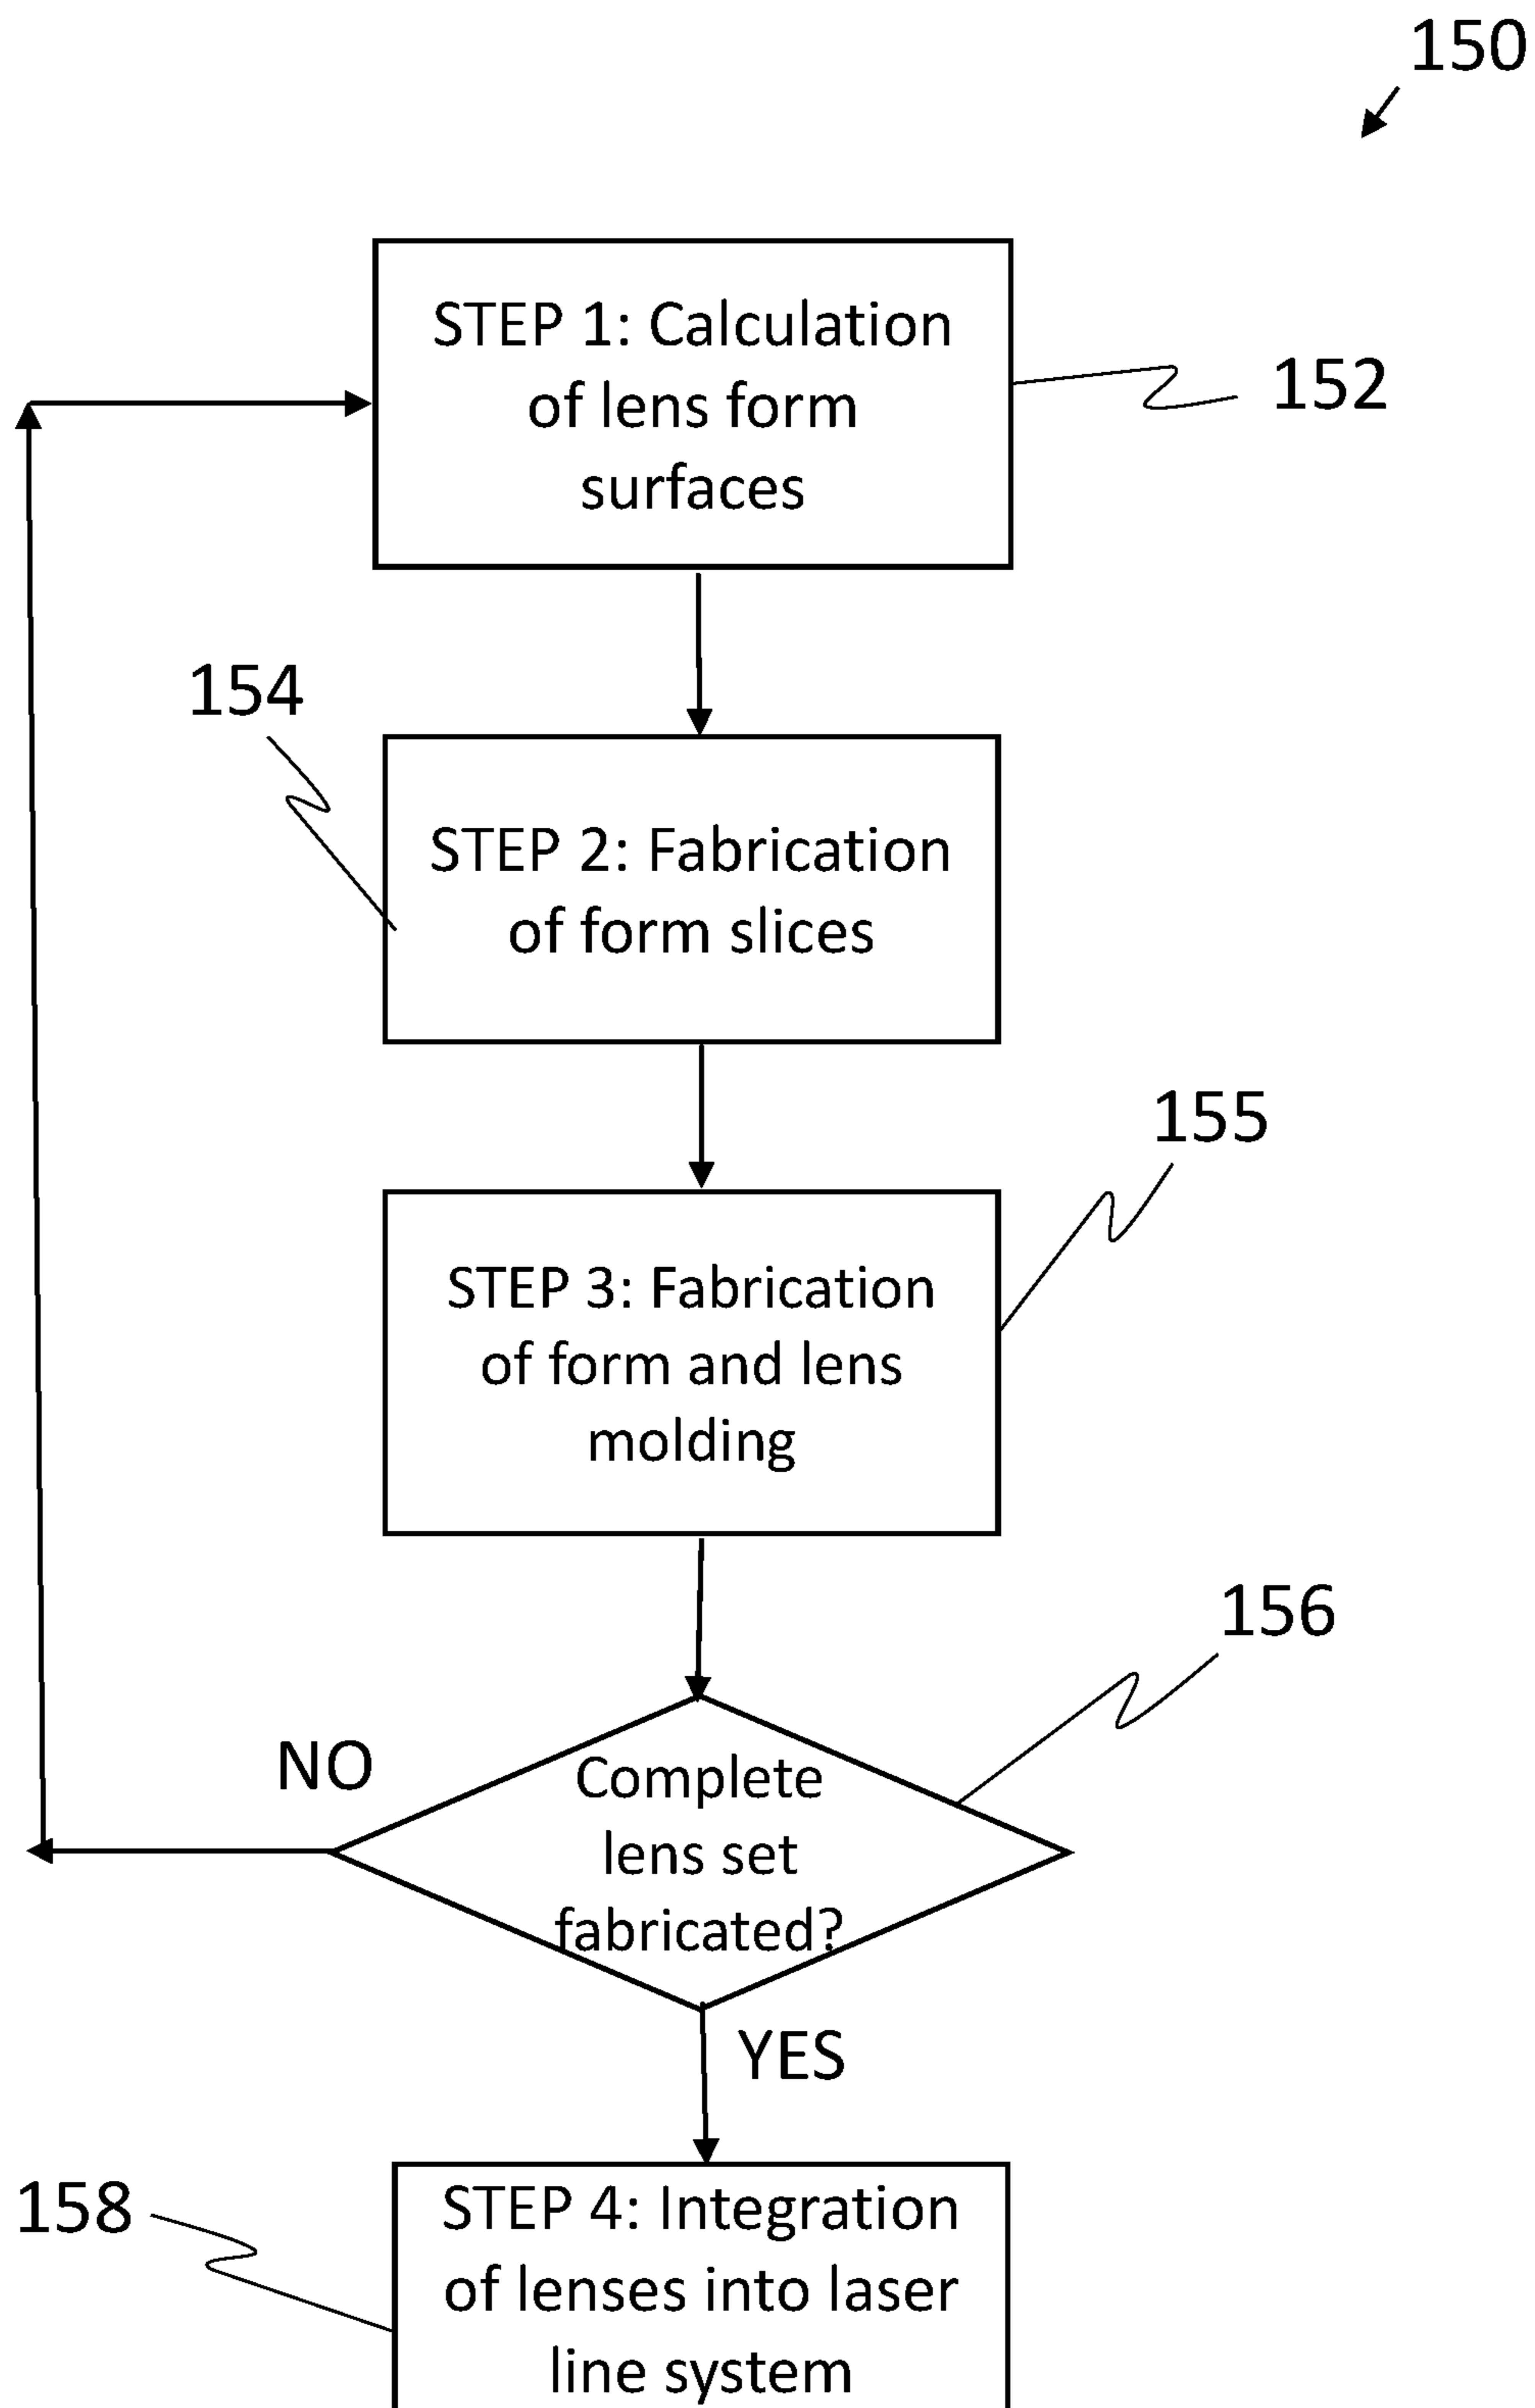 150
STEP 1: Calculation
of lens form
surfaces
152
154
STEP 2: Fabrication
of form slices
155
STEP 3: Fabrication
of form and lens
molding
156
NO
Complete
lens set
fabricated?
YES
158
STEP 4: Integration
of lenses into laser
line system